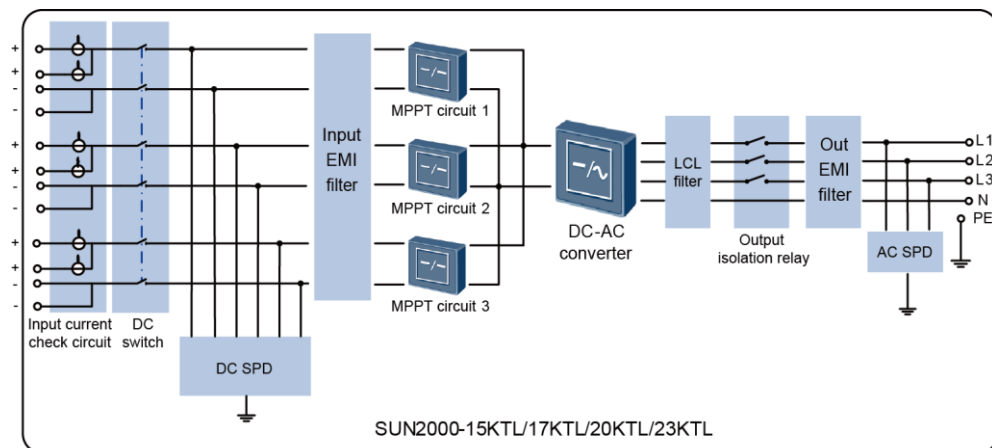 +
+
-
-
+
+
-
-
+
+
-
-
Input current
check circuit
DC
switch
DC SPD
Input
EMI
filter
MPPT circuit 1
MPPT circuit 2
MPPT circuit 3
DC-AC
converter
LCL
filter
Output
isolation relay
Out
EMI
filter
L1
L2
L3
N
PE
AC SPD
SUN2000-15KTL/17KTL/20KTL/23KTL